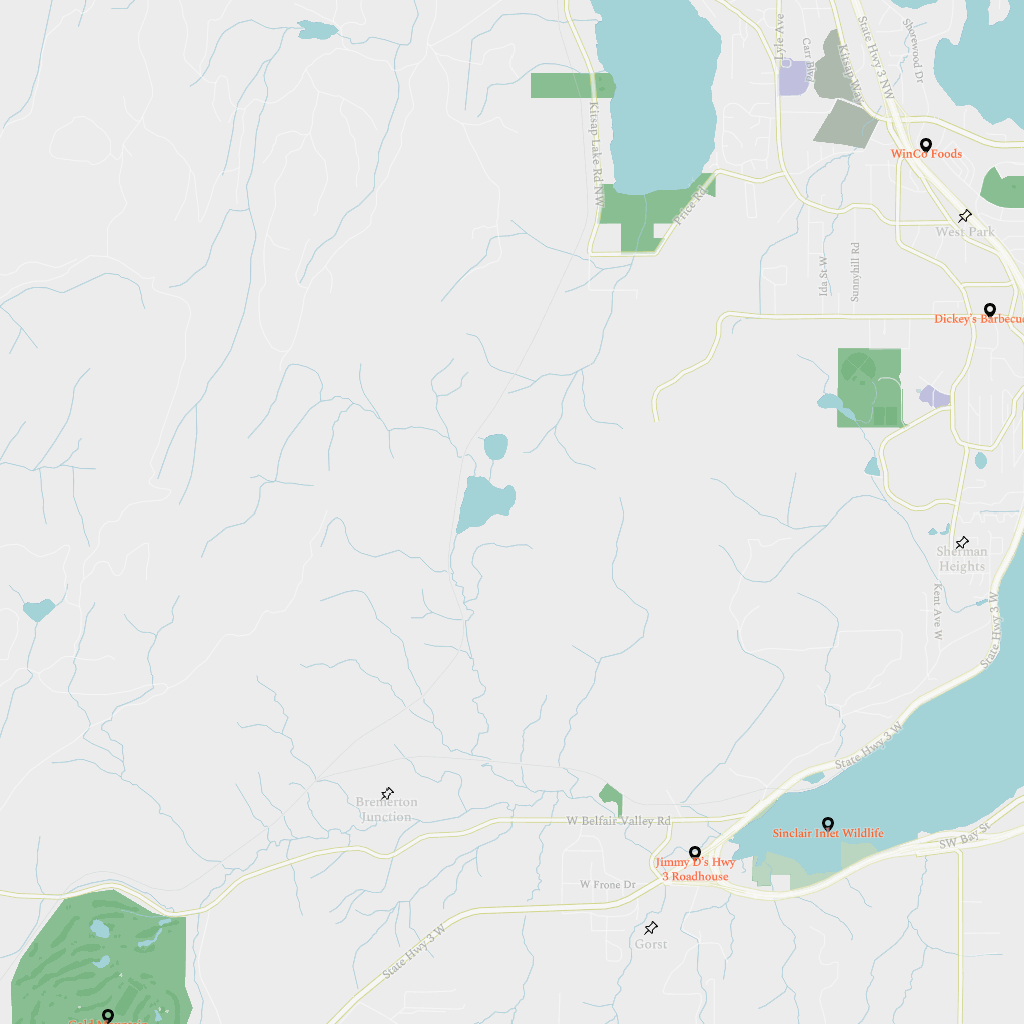 Lyle Ave
Carr Blvd
Kitsap Way
State Hwy 3 NW
Shorewood Dr
Kitsap Lake Rd NW
WinCo Foods
Price Rd
West Park
Ida St W
Sunnyhill Rd
Dickey's Barbecue
Sherman
Heights
Kent Ave W
State Hwy 3 W
State Hwy 3 W
Bremerton
Junction
W Belfair Valley Rd
Sinclair Inlet Wildlife
SW Bay St
Jimmy D's Hwy
3 Roadhouse
W Frone Dr
State Hwy 3 W
Gorst